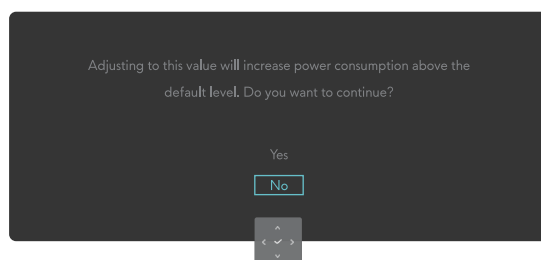 Adjusting to this value will increase power consumption above the
default level. Do you want to continue?
Yes
No